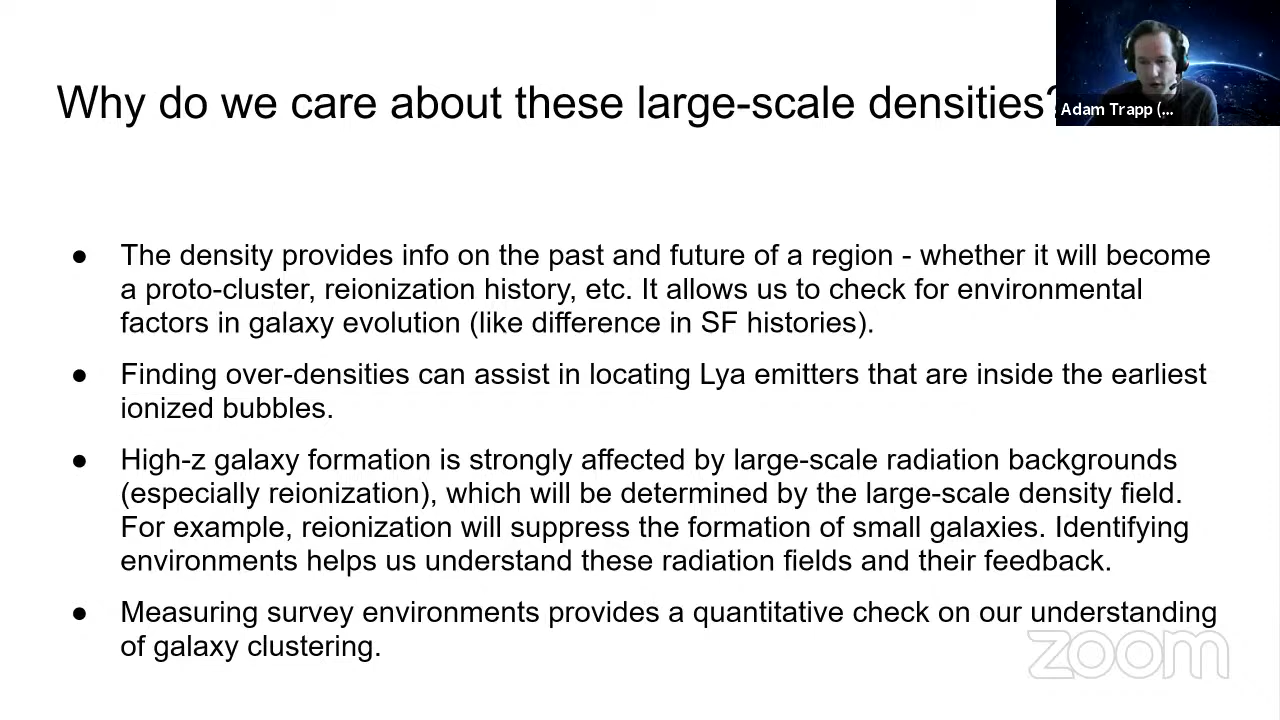 Why do we care about these large-scale densities?
Adam Trapp (...
● The density provides info on the past and future of a region - whether it will become
a proto-cluster, reionization history, etc. It allows us to check for environmental
factors in galaxy evolution (like difference in SF histories).
● Finding over-densities can assist in locating Lya emitters that are inside the earliest
ionized bubbles.
● High-z galaxy formation is strongly affected by large-scale radiation backgrounds
(especially reionization), which will be determined by the large-scale density field.
For example, reionization will suppress the formation of small galaxies. Identifying
environments helps us understand these radiation fields and their feedback.
● Measuring survey environments provides a quantitative check on our understanding
of galaxy clustering.
zoom